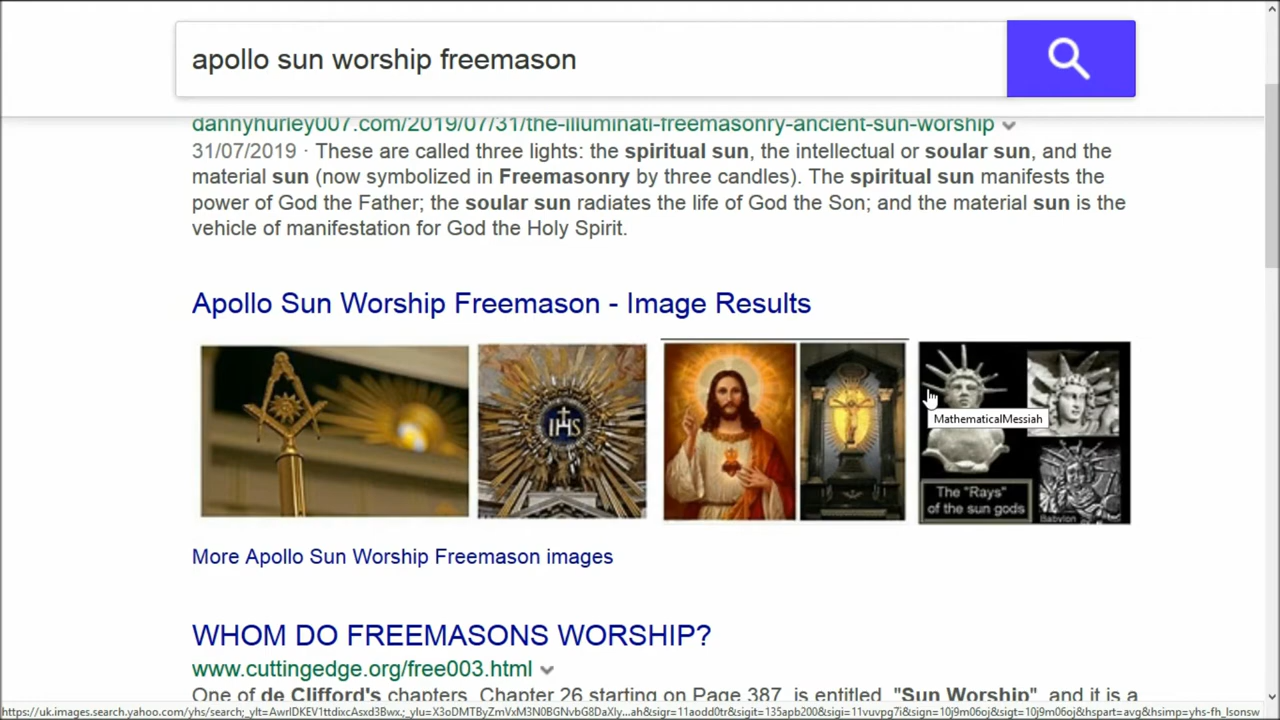 apollo sun worship freemason
dannyhurley007.com/2019/07/31/the-illuminati-freemasonry-ancient-sun-worship
31/07/2019 · These are called three lights: the spiritual sun, the intellectual or soular sun, and the
material sun (now symbolized in Freemasonry by three candles). The spiritual sun manifests the
power of God the Father; the soular sun radiates the life of God the Son; and the material sun is the
vehicle of manifestation for God the Holy Spirit.
Apollo Sun Worship Freemason - Image Results
IHS
MathematicalMessiah
The "Rays"
of the sun gods
Babylon
More Apollo Sun Worship Freemason images
WHOM DO FREEMASONS WORSHIP?
www.cuttingedge.org/free003.html
One of de Clifford's chapters, Chapter 26 starting on Page 387, is entitled, "Sun Worship", and it is a